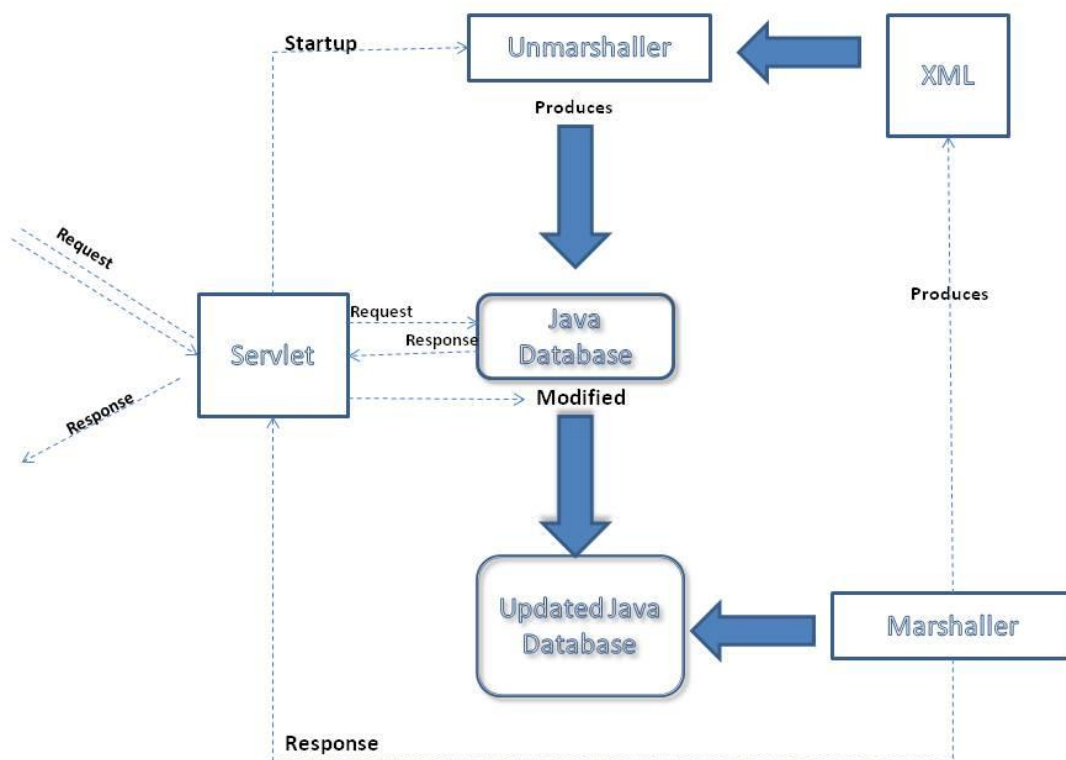 Startup
Unmarshaller
XML
Produces
Request
Produces
Servlet
Request
Response
Java
Database
Response
Modified
Updated Java
Database
Marshaller
Response